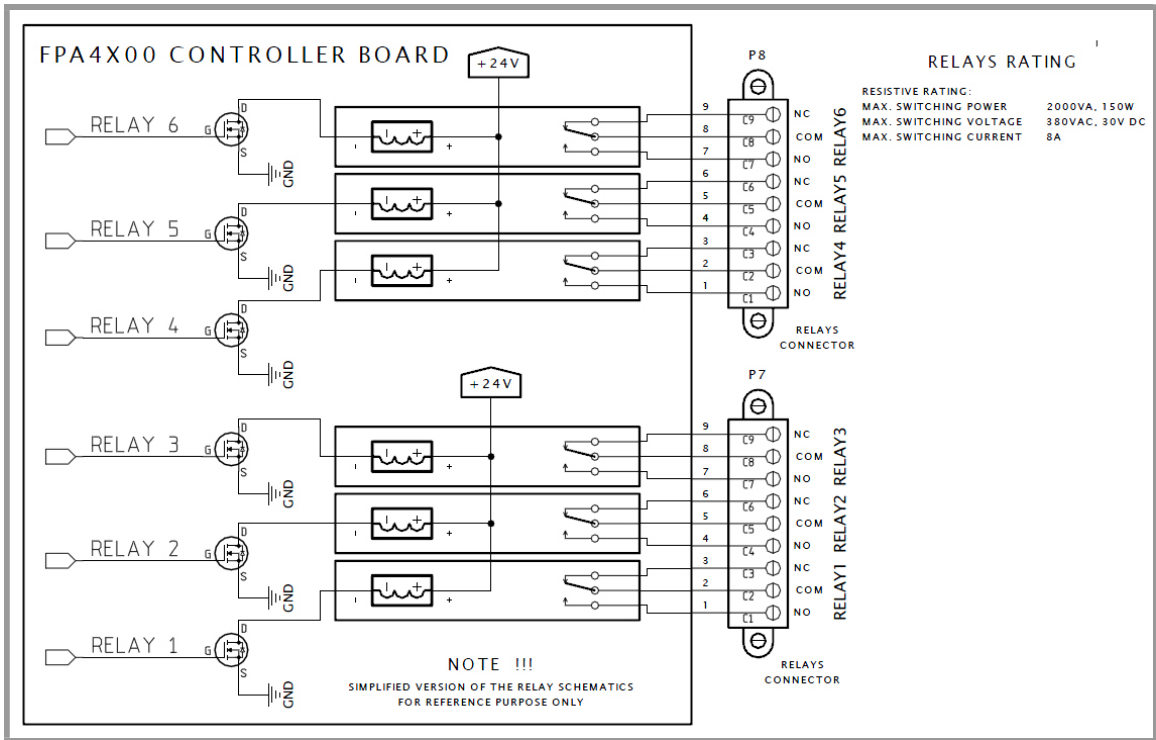 FPA4X00 CONTROLLER BOARD
+24V
P8
RELAYS RATING
RESISTIVE RATING:
MAX. SWITCHING POWER 2000VA, 150W
MAX. SWITCHING VOLTAGE 380VAC, 30V DC
MAX. SWITCHING CURRENT 8A
RELAY 6
G
D
S
GND
- +
RELAY 5
G
D
S
GND
- +
RELAY 4
G
D
S
GND
- +
9 C9 NC
8 C8 COM
7 C7 NO
RELAY6
6 C6 NC
5 C5 COM
4 C4 NO
RELAY5
3 C3 NC
2 C2 COM
1 C1 NO
RELAY4
RELAYS
CONNECTOR
+24V
P7
RELAY 3
G
D
S
GND
- +
RELAY 2
G
D
S
GND
- +
RELAY 1
G
D
S
GND
- +
9 C9 NC
8 C8 COM
7 C7 NO
RELAY3
6 C6 NC
5 C5 COM
4 C4 NO
RELAY2
3 C3 NC
2 C2 COM
1 C1 NO
RELAY1
RELAYS
CONNECTOR
NOTE !!!
SIMPLIFIED VERSION OF THE RELAY SCHEMATICS
FOR REFERENCE PURPOSE ONLY